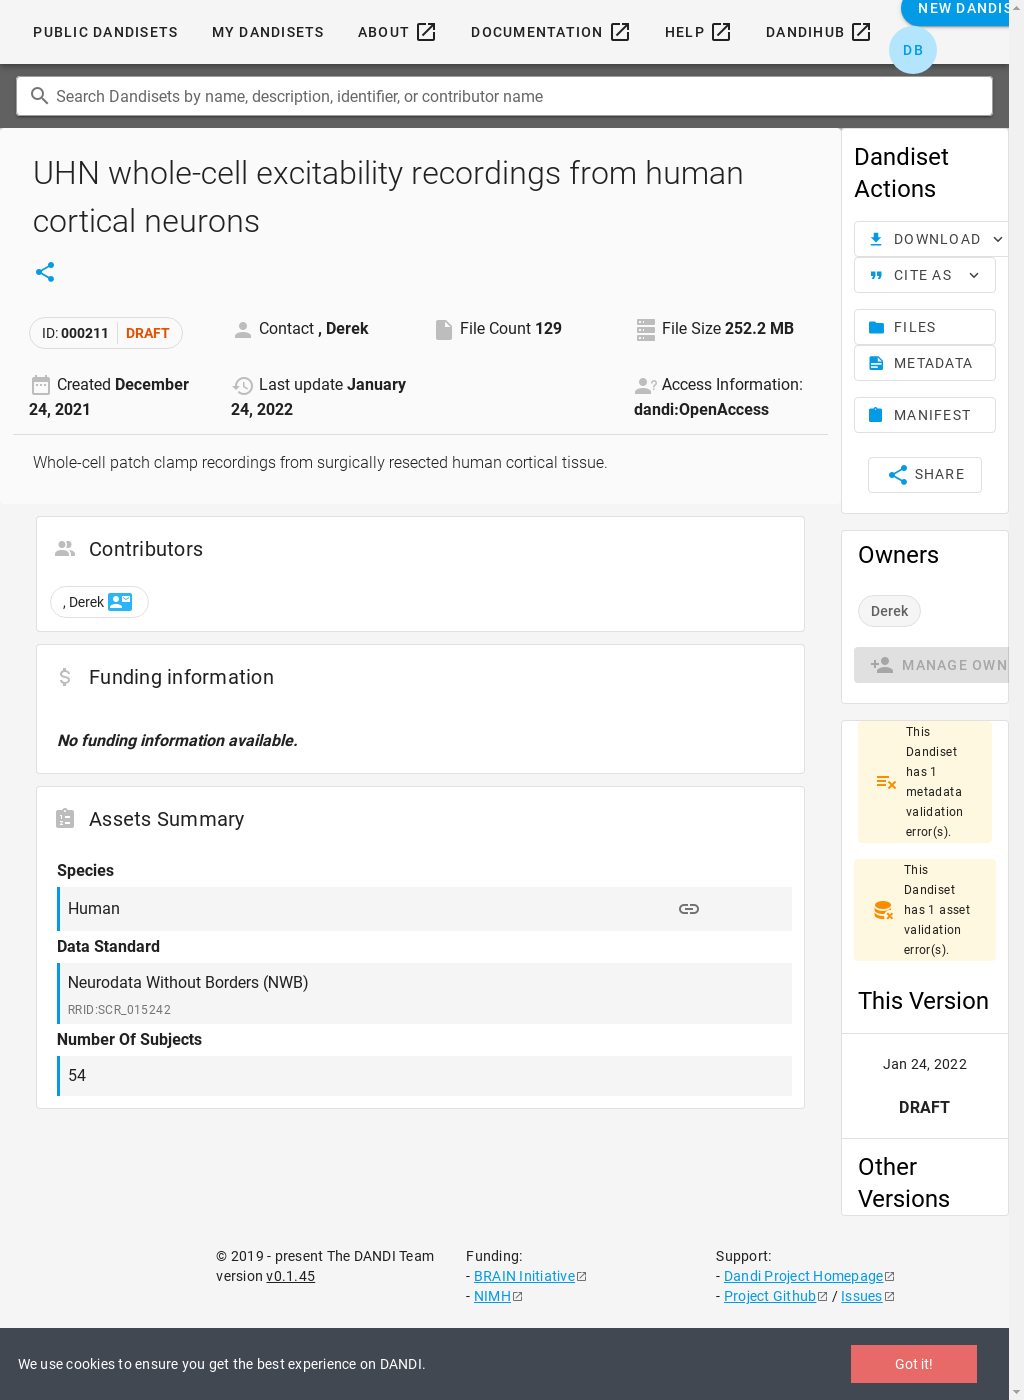 PUBLIC DANDISETS
MY DANDISETS
ABOUT
DOCUMENTATION
HELP
DANDIHUB
NEW DANDIS
DB
Search Dandisets by name, description, identifier, or contributor name
UHN whole-cell excitability recordings from human
cortical neurons
ID: 000211 DRAFT
Contact , Derek
File Count 129
File Size 252.2 MB
Created December
24, 2021
Last update January
24, 2022
Access Information:
dandi:OpenAccess
Whole-cell patch clamp recordings from surgically resected human cortical tissue.
Contributors
, Derek
Funding information
No funding information available.
Assets Summary
Species
Human
Data Standard
Neurodata Without Borders (NWB)
RRID:SCR_015242
Number Of Subjects
54
Dandiset
Actions
DOWNLOAD
CITE AS
FILES
METADATA
MANIFEST
SHARE
Owners
Derek
MANAGE OWN
This
Dandiset
has 1
metadata
validation
error(s).
This
Dandiset
has 1 asset
validation
error(s).
This Version
Jan 24, 2022
DRAFT
Other
Versions
© 2019 - present The DANDI Team
version v0.1.45
Funding:
- BRAIN Initiative
- NIMH
Support:
- Dandi Project Homepage
- Project Github / Issues
We use cookies to ensure you get the best experience on DANDI.
Got it!